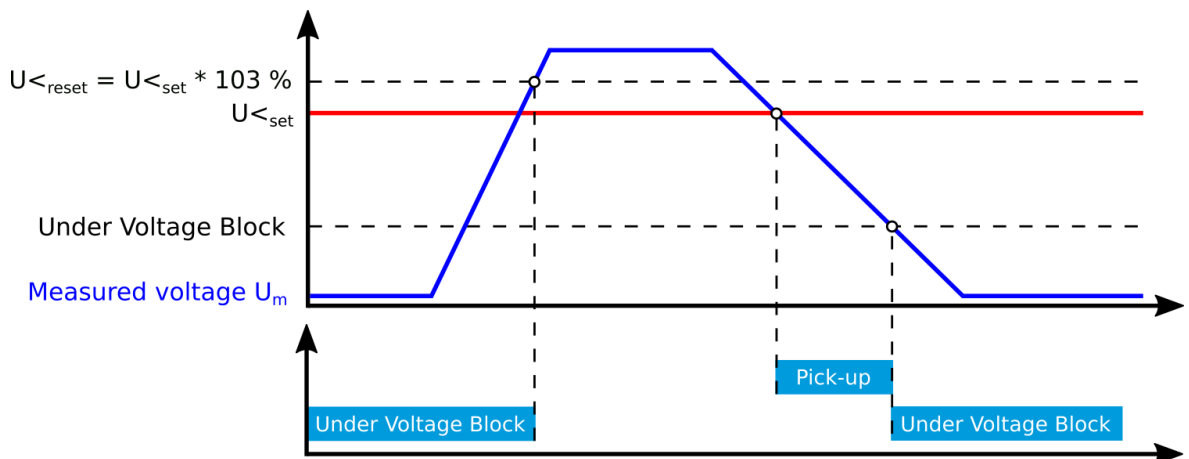 U<reset = U<set * 103 %
U<set
Under Voltage Block
Measured voltage Um
Pick-up
Under Voltage Block
Under Voltage Block